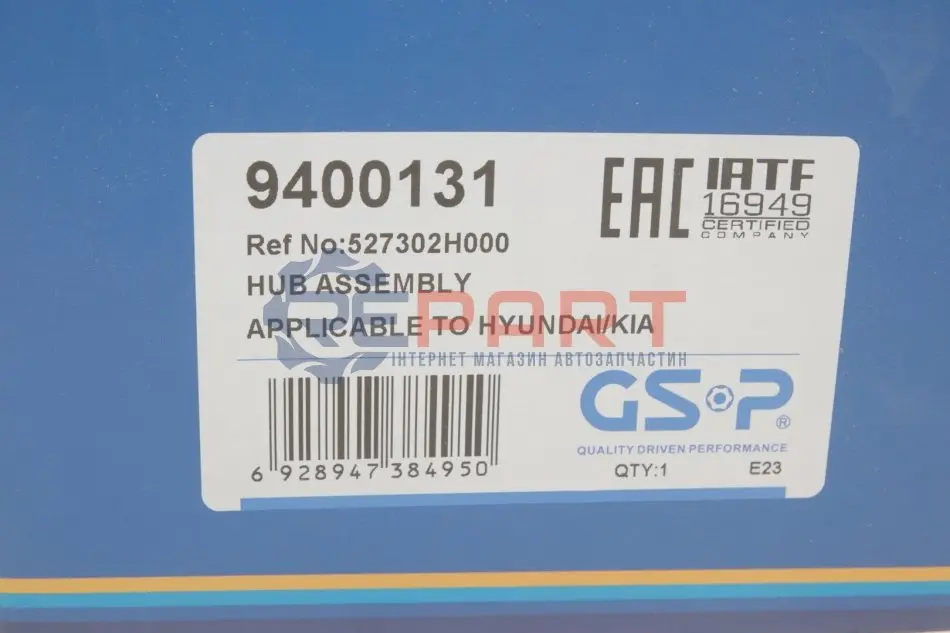 9400131
Ref No:527302H000
HUB ASSEMBLY
APPLICABLE TO HYUNDAI/KIA
EAC
IATF
16949
CERTIFIED
COMPANY
REPART
ІНТЕРНЕТ МАГАЗИН АВТОЗАПЧАСТИН
6 928947 384950
GSP®
QUALITY DRIVEN PERFORMANCE
QTY:1 E23